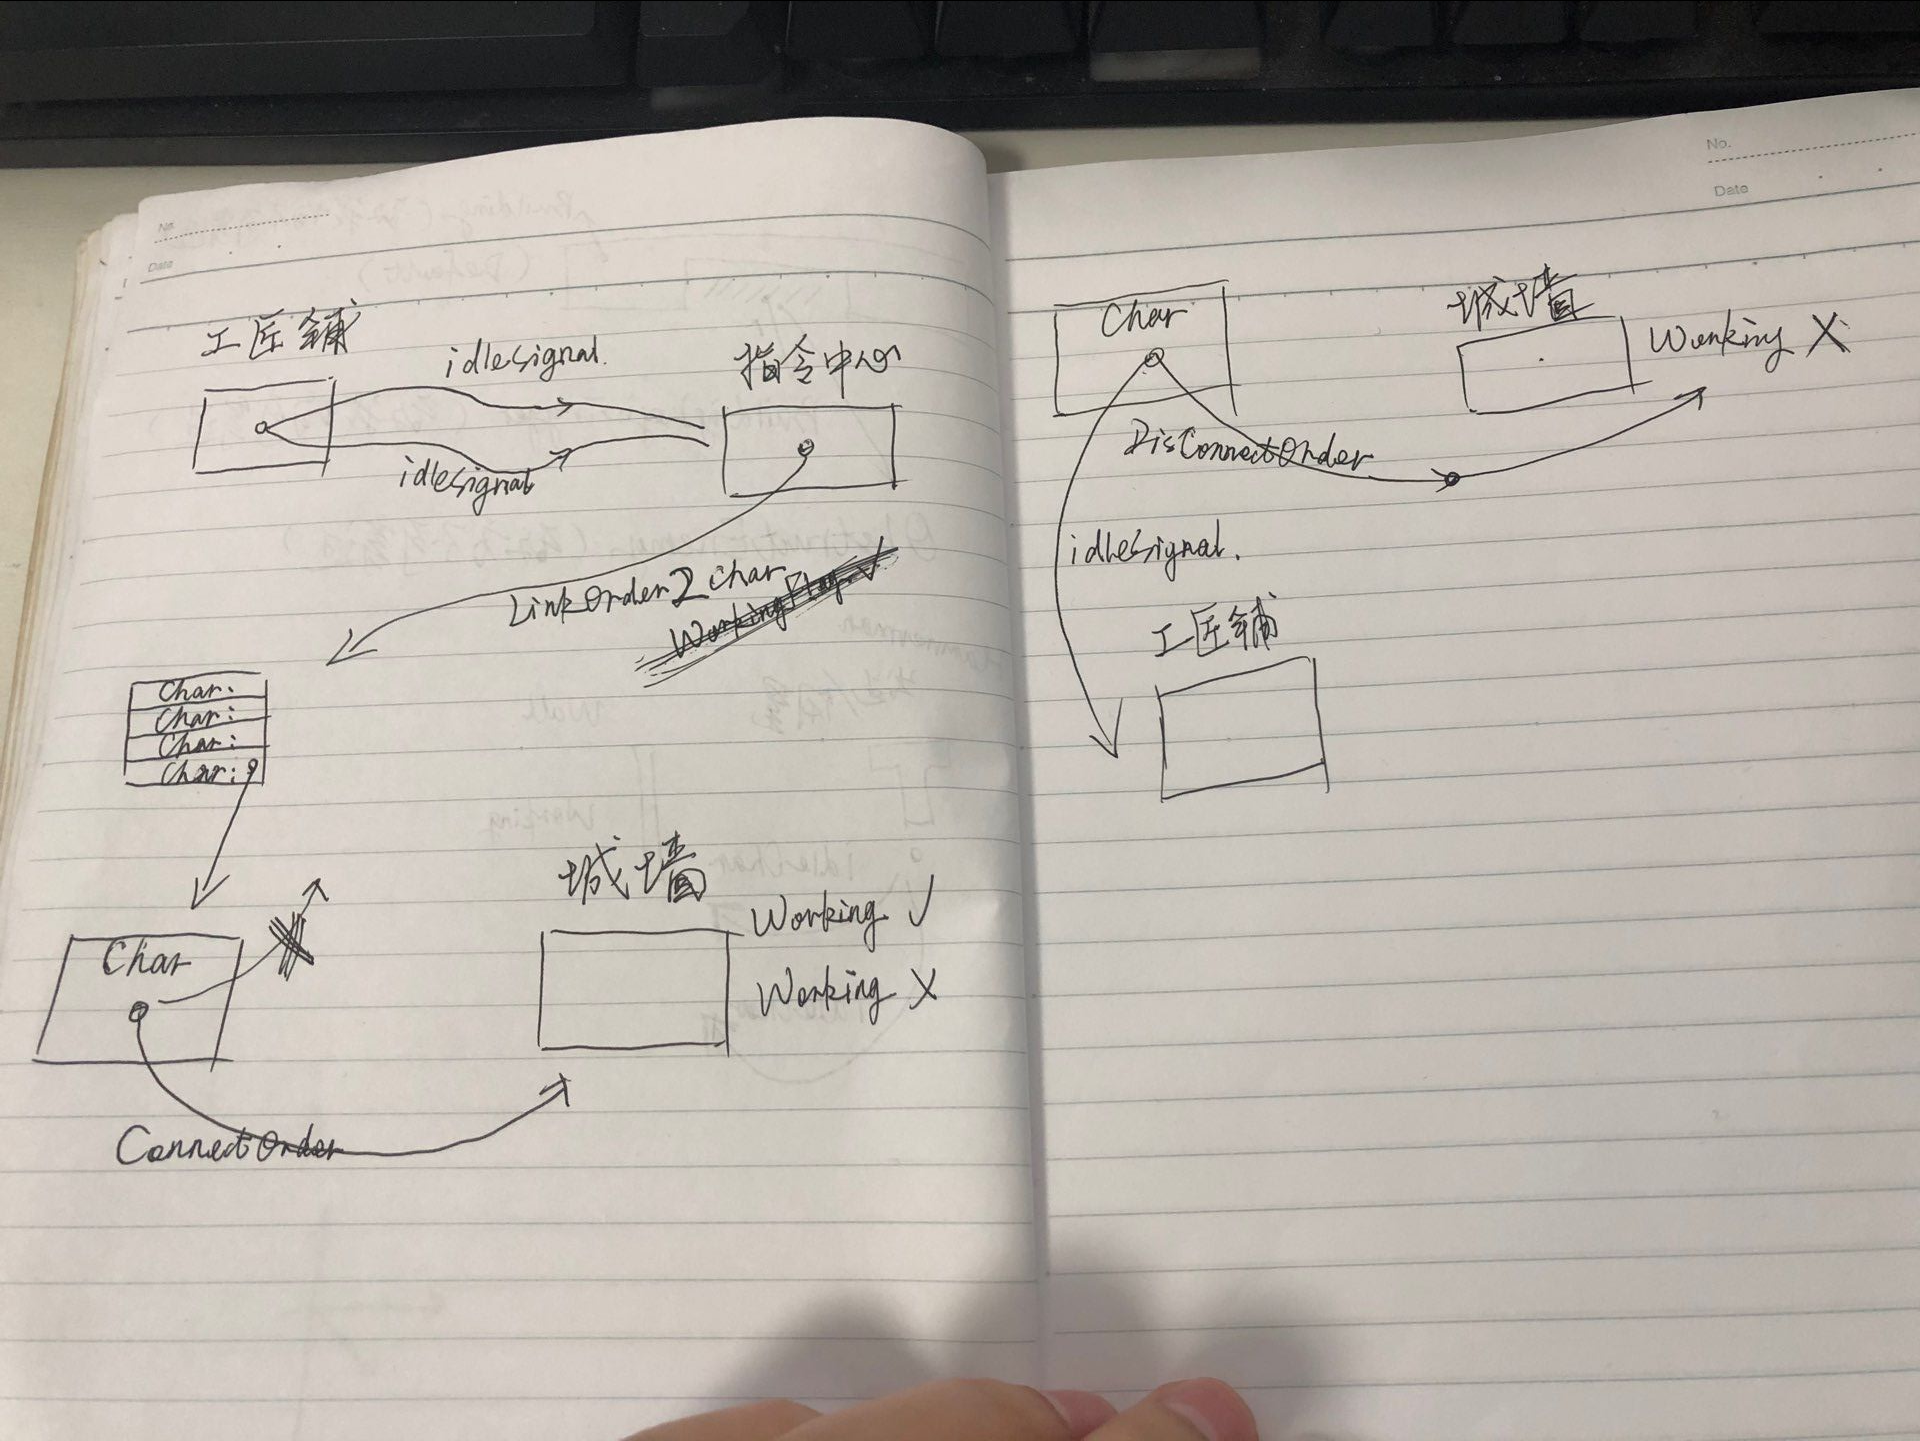 No.
Date
工匠铺
idlesignal.
指令中心
idlesignal
LinkOrder2char
WorkingFlag ✓
Char:
Char:
Char:
Char:
城墙
Working ✓
Char
Working X
ConnectOrder
No.
Date
Char
城墙
Working X
DisConnectOrder
idlesignal.
工匠铺